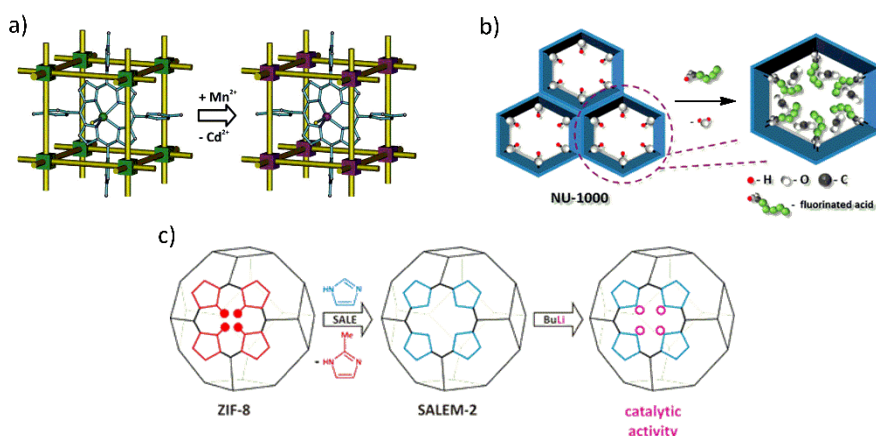 a)
+ Mn2+
- Cd2+
b)
NU-1000
- H
- O
- C
- fluorinated acid
c)
HN
N
SALE
Me
HN
N
BuLi
ZIF-8
SALEM-2
catalytic
activity